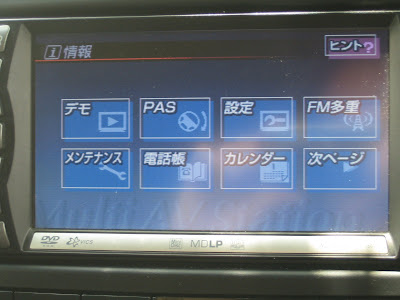 i 情報
ヒント?
デモ PAS 設定 FM多重
メンテナンス 電話帳 カレンダー 次ページ
Multi AV Station
DVD VICS MDLP